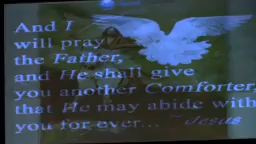 And I
will pray
the Father,
and He shall give
you another Comforter,
that He may abide with
you for ever... ~ Jesus